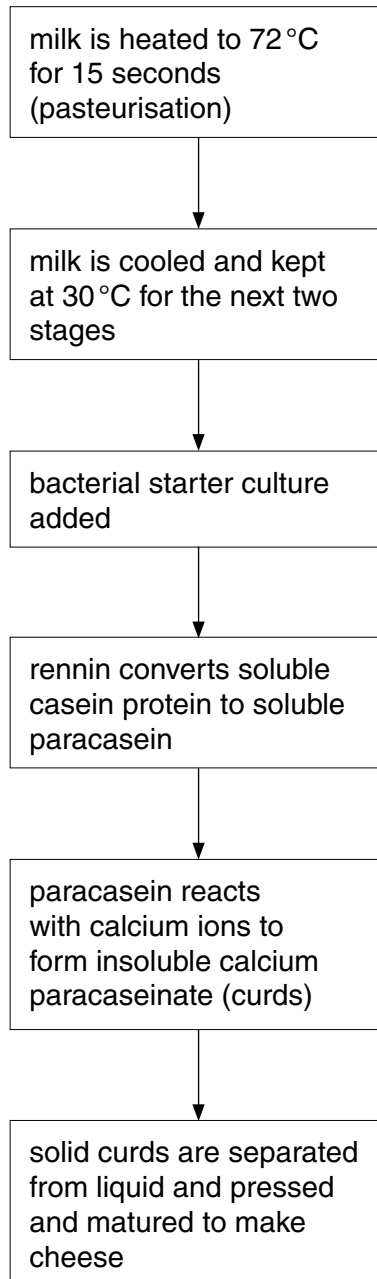 milk is heated to 72 °C
for 15 seconds
(pasteurisation)
milk is cooled and kept
at 30 °C for the next two
stages
bacterial starter culture
added
rennin converts soluble
casein protein to soluble
paracasein
paracasein reacts
with calcium ions to
form insoluble calcium
paracaseinate (curds)
solid curds are separated
from liquid and pressed
and matured to make
cheese